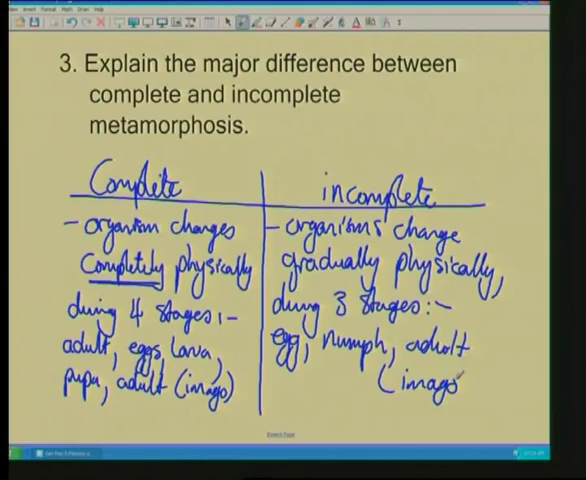 3. Explain the major difference between
complete and incomplete
metamorphosis.
Complete
- organism changes
Completely physically
during 4 stages:-
adult, eggs, larva,
pupa, adult (imago)
incomplete
- organisms change
gradually physically,
during 3 stages:-
egg, numph, adult
(imago